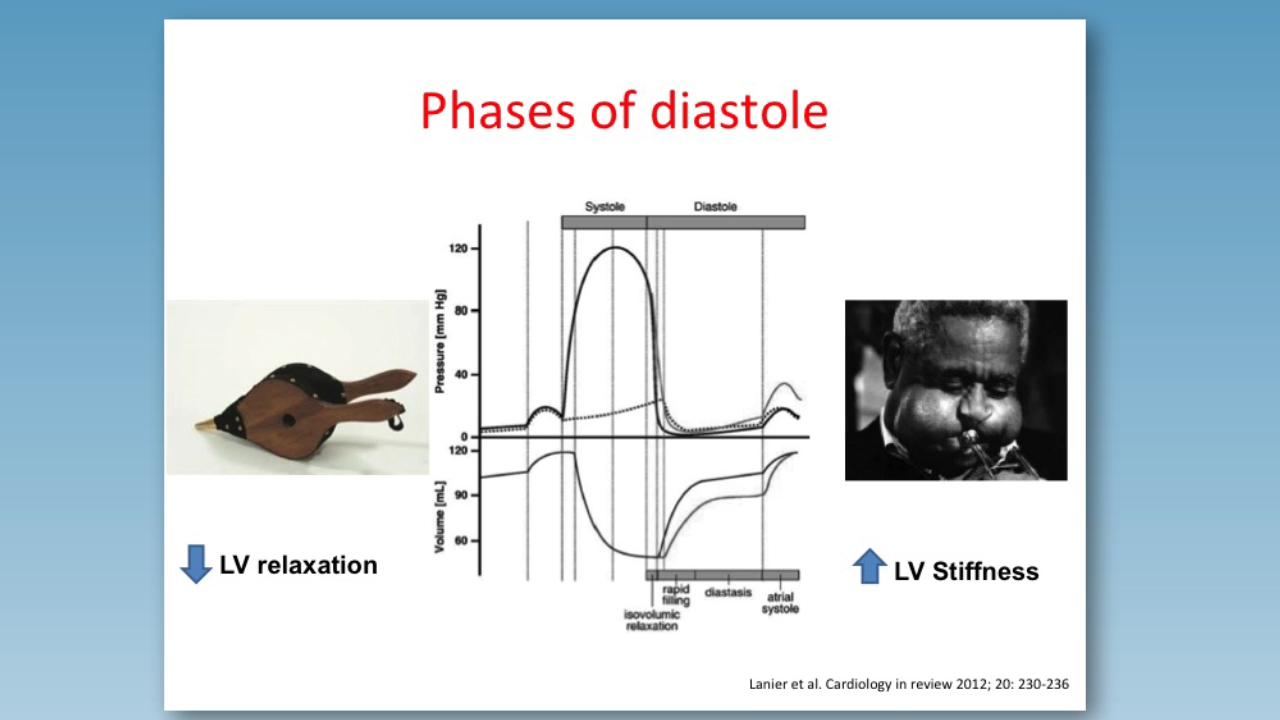 Phases of diastole
Systole
Diastole
120
80
40
0
Pressure [mm Hg]
120
90
60
Volume [mL]
rapid
filling
diastasis
atrial
systole
isovolumic
relaxation
LV relaxation
LV Stiffness
Lanier et al. Cardiology in review 2012; 20: 230-236